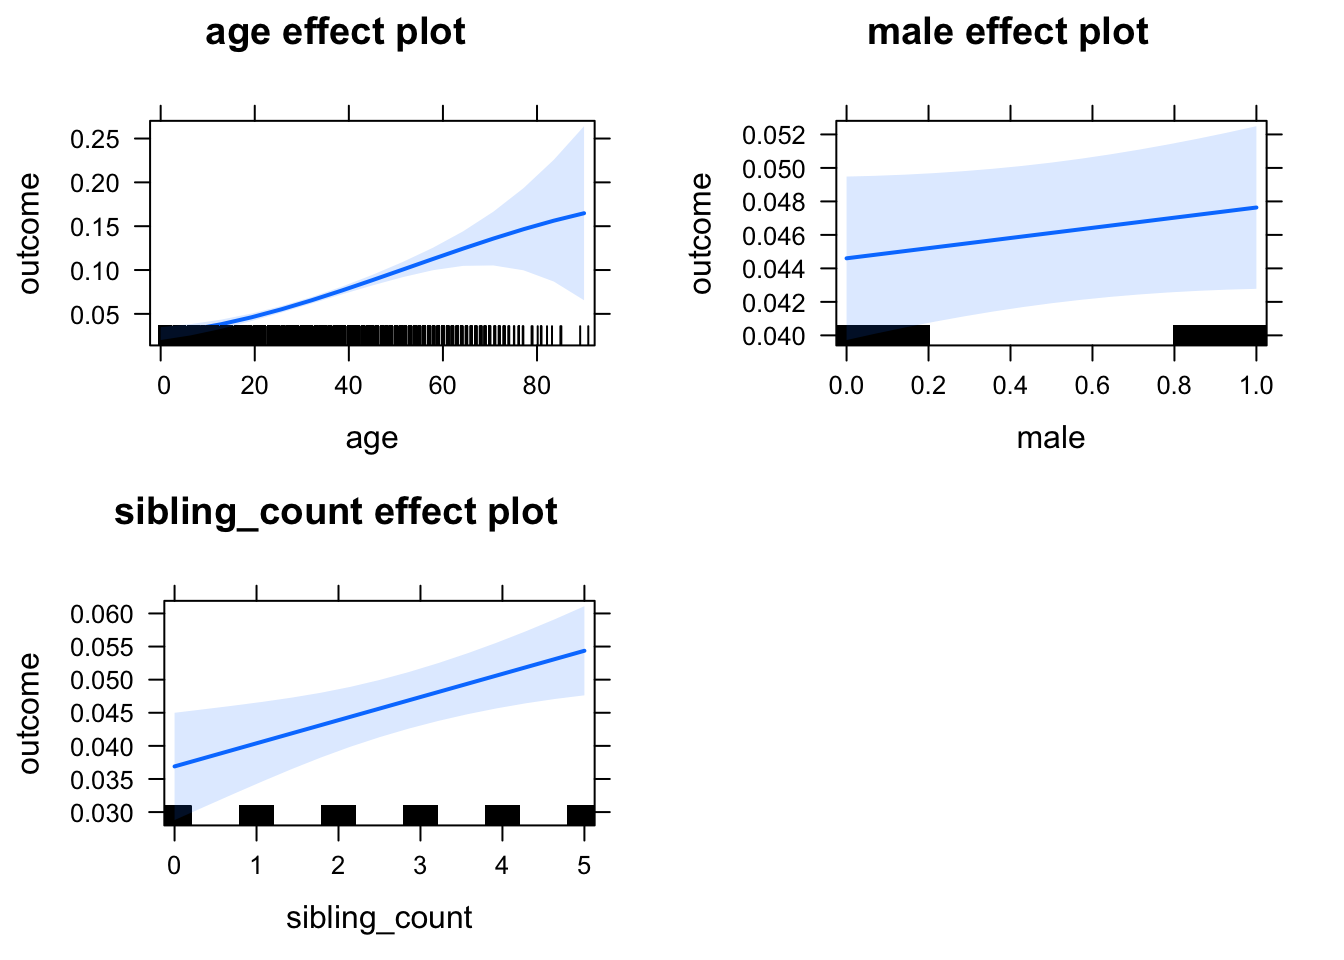 age effect plot
outcome
0.25
0.20
0.15
0.10
0.05
0 20 40 60 80
age
male effect plot
outcome
0.052
0.050
0.048
0.046
0.044
0.042
0.040
0.0 0.2 0.4 0.6 0.8 1.0
male
sibling_count effect plot
outcome
0.060
0.055
0.050
0.045
0.040
0.035
0.030
0 1 2 3 4 5
sibling_count